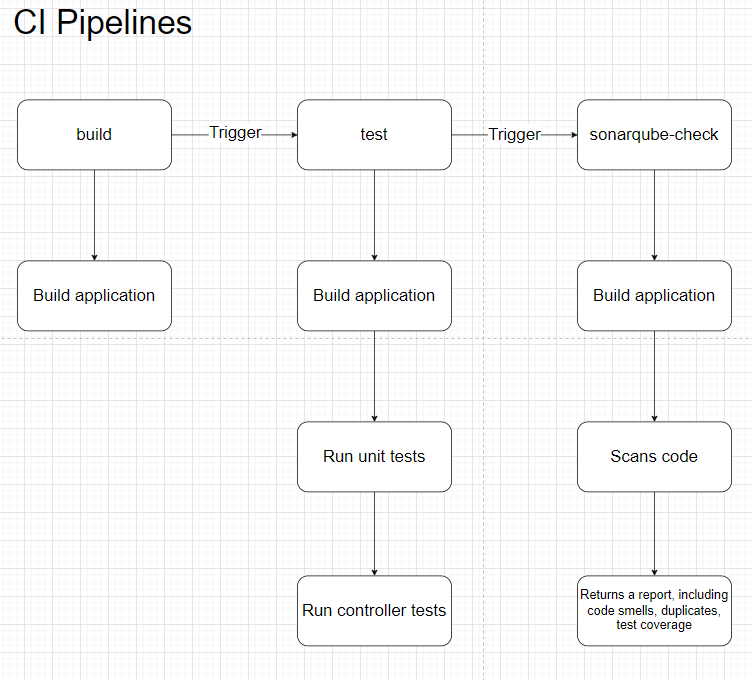 CI Pipelines
build
Trigger
test
Trigger
sonarqube-check
Build application
Build application
Build application
Run unit tests
Scans code
Run controller tests
Returns a report, including
code smells, duplicates,
test coverage